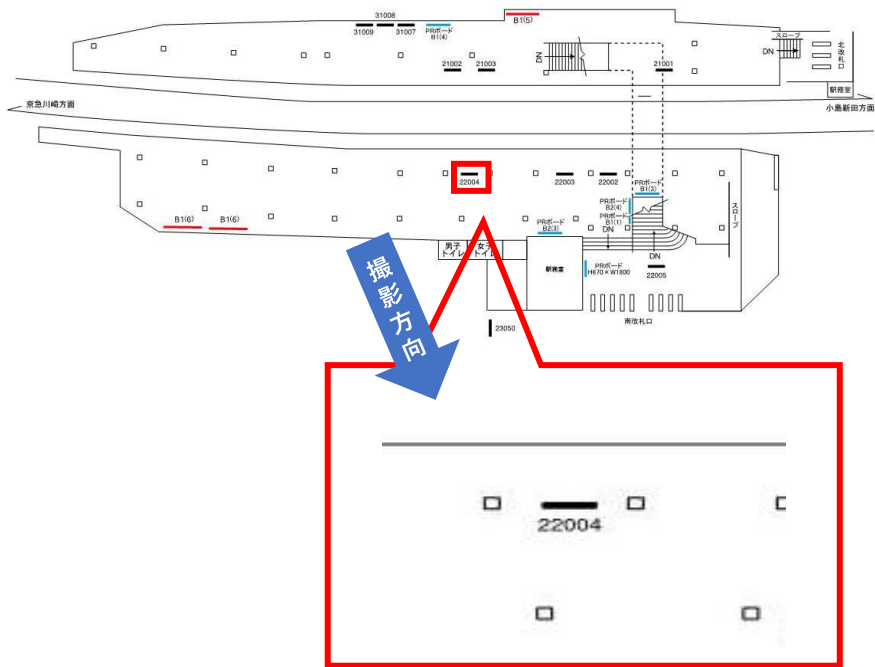 31008
31009
31007
PRボード
B1(4)
B1(5)
21002
21003
DN
21001
スロープ
DN
北改札口
駅務室
京急川崎方面
小島新田方面
22004
22003
22002
PRボード
B1(3)
PRボード
B2(4)
PRボード
B1(1)
DN
スロープ
B1(6)
B1(6)
PRボード
B2(3)
男子
トイレ
女子
トイレ
駅務室
PRボード
H670×W1800
DN
22005
23050
南改札口
撮影方向
22004